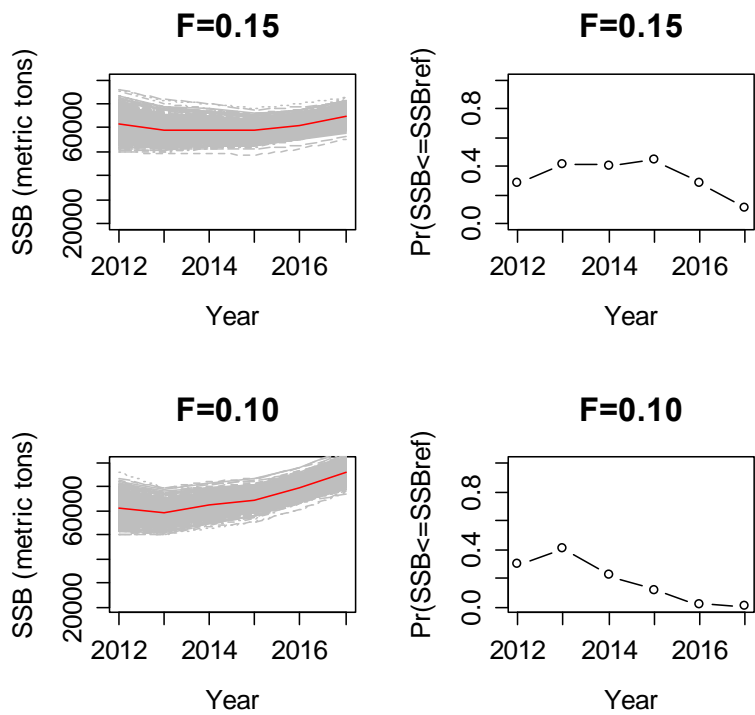 F=0.15
SSB (metric tons)
60000
20000
2012
2014
2016
Year
F=0.15
Pr(SSB<=SSBref)
0.8
0.4
0.0
2012
2014
2016
Year
F=0.10
SSB (metric tons)
60000
20000
2012
2014
2016
Year
F=0.10
Pr(SSB<=SSBref)
0.8
0.4
0.0
2012
2014
2016
Year